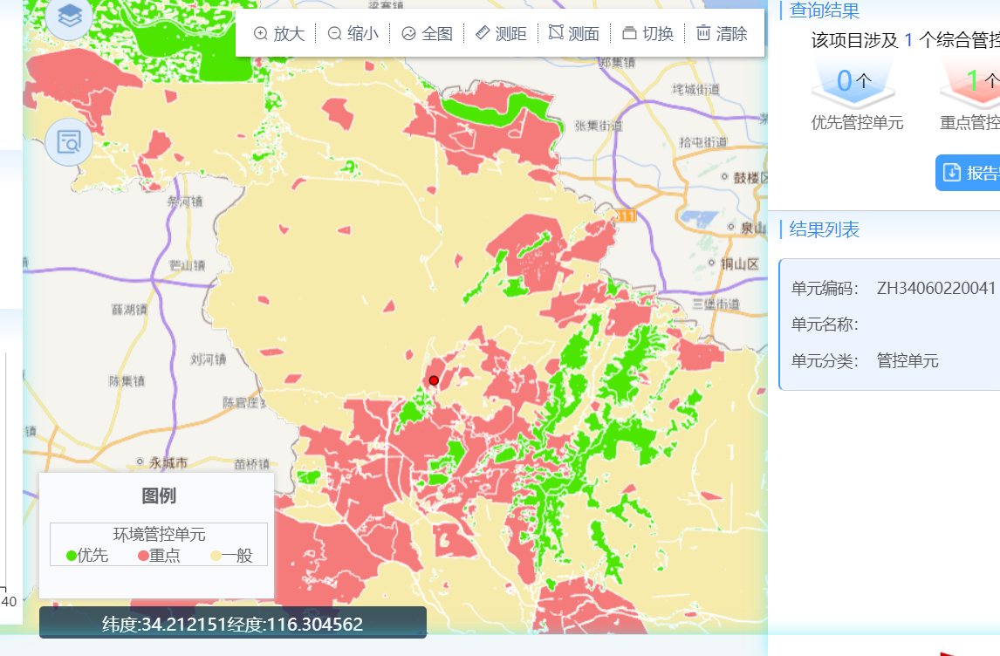 梁寨镇
放大
缩小
全图
测距
测面
切换
清除
郑集镇
垞城街道
张集街道
拾屯街道
鼓楼区
条河镇
311
泉山
芒山镇
铜山区
三堡街道
薛湖镇
刘河镇
陈集镇
陈官庄乡
镇
永城市
苗桥镇
图例
环境管控单元
优先
重点
一般
40
纬度:34.212151经度:116.304562
查询结果
该项目涉及 1 个综合管控
0个
1个
优先管控单元
重点管控
报告
结果列表
单元编码： ZH34060220041
单元名称：
单元分类： 管控单元